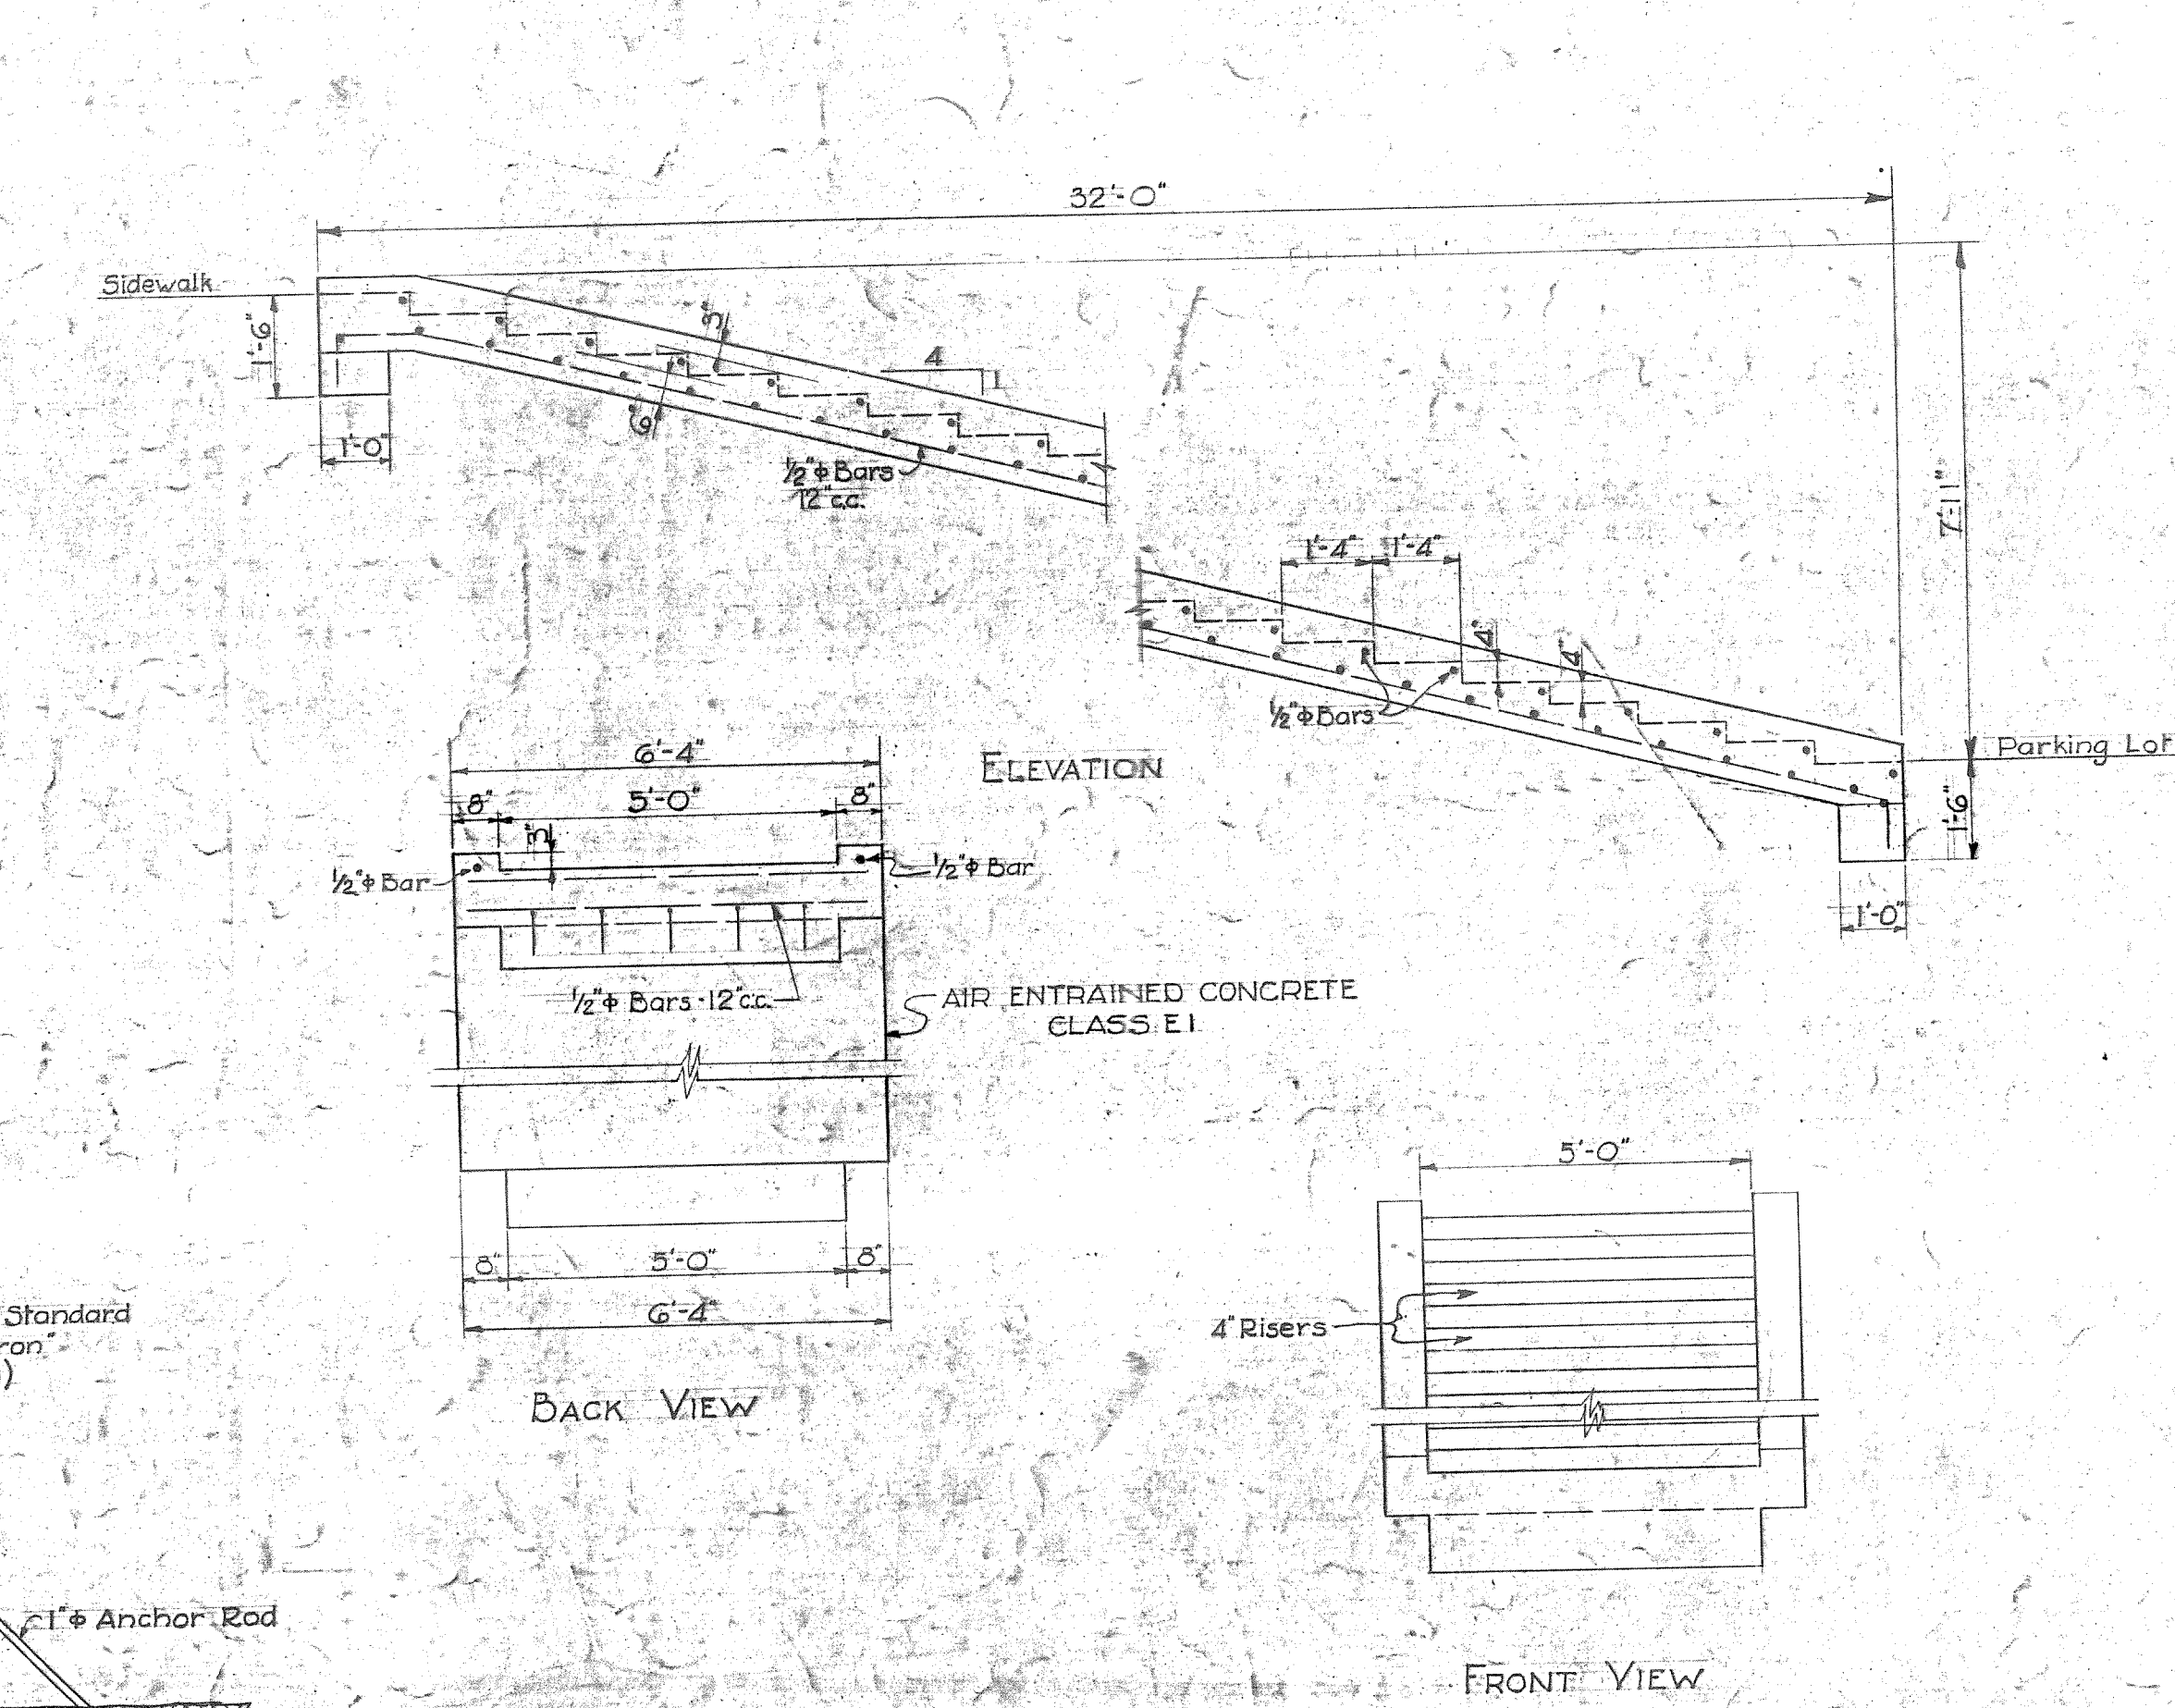 32'-0"
Sidewalk
1'-6"
3"
4
1
6"
1'-0"
½"ϕ Bars
12"c.c.
7'-11"
1'-4" 1'-4"
4"
4"
½"ϕ Bars
ELEVATION
Parking Lot
1'-6"
1'-0"
6'-4"
8" 5'-0" 8"
3"
½"ϕ Bar
½"ϕ Bar
½"ϕ Bars-12"c.c.
AIR ENTRAINED CONCRETE
CLASS E1
8" 5'-0" 8"
6'-4"
BACK VIEW
5'-0"
4" Risers
FRONT VIEW
Standard
ron"
)
1"ϕ Anchor Rod